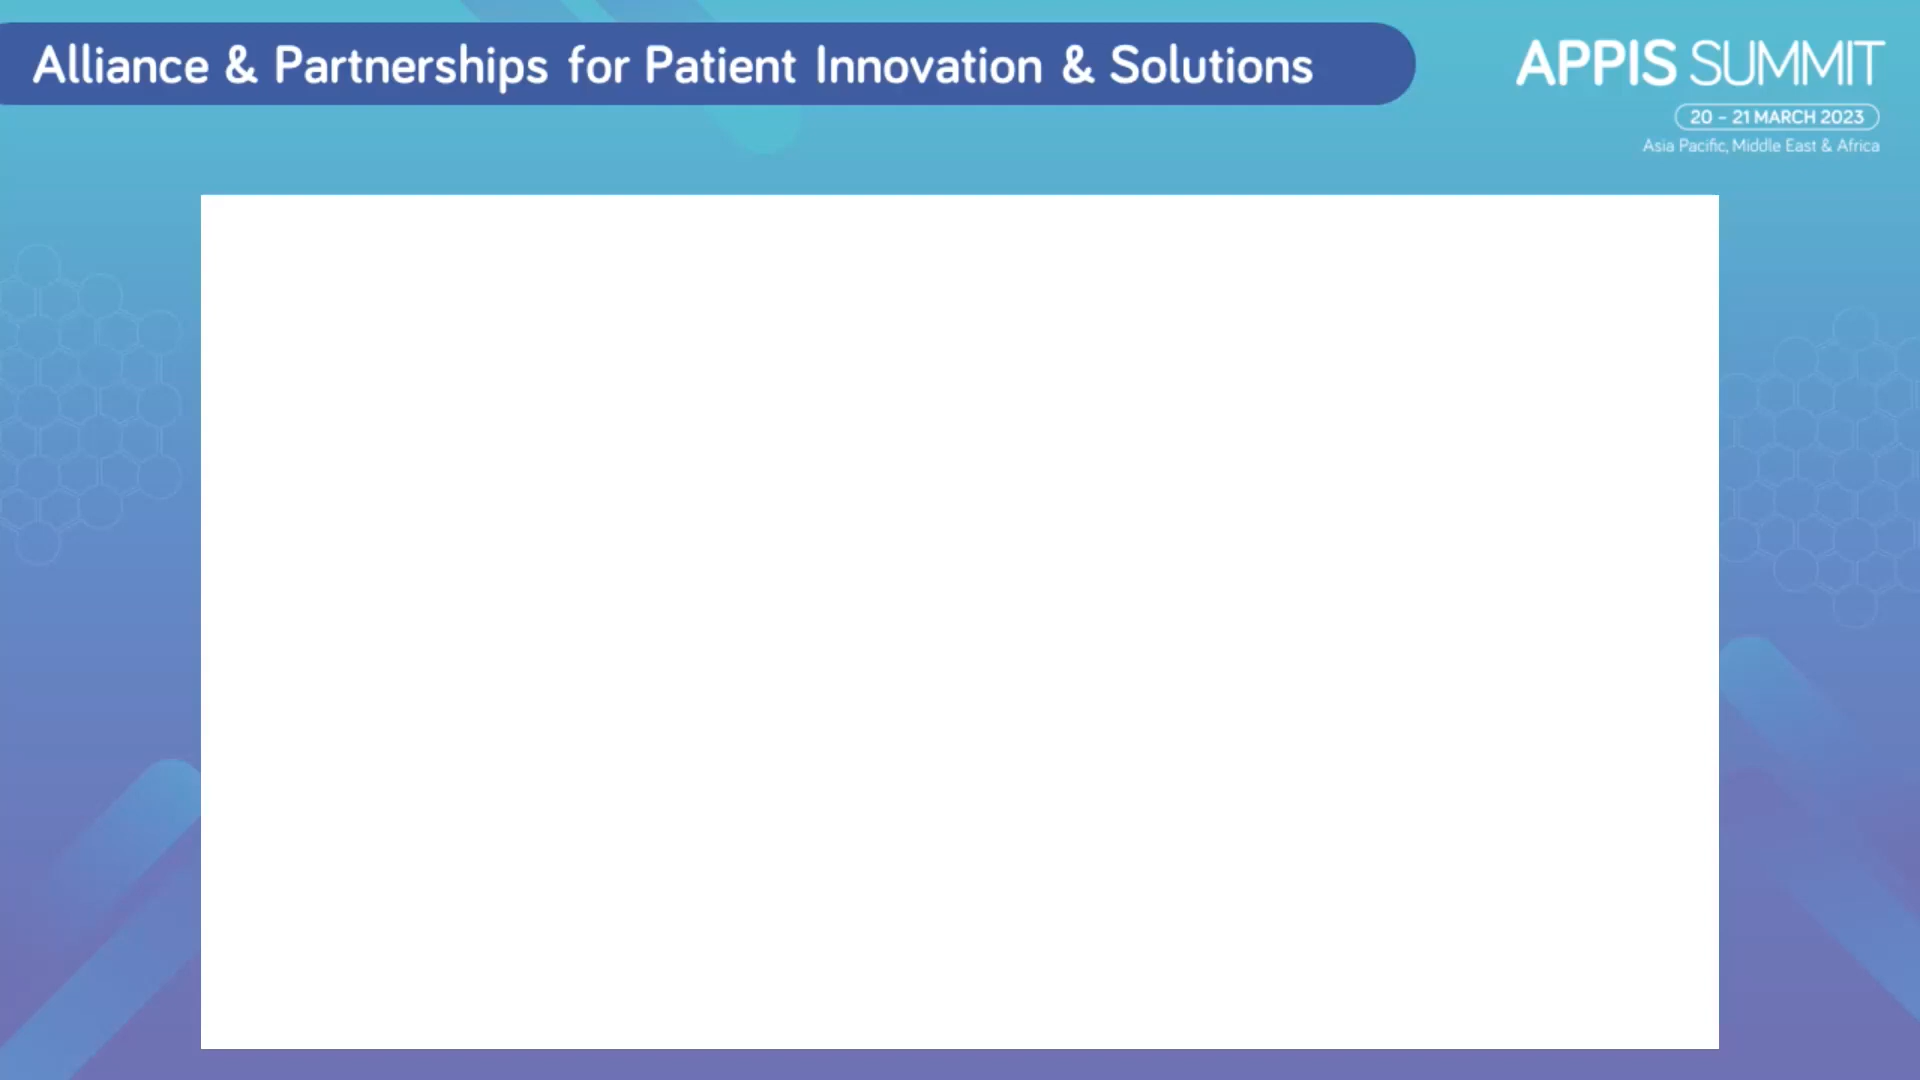 Alliance & Partnerships for Patient Innovation & Solutions
APPIS SUMMIT
20 – 21 MARCH 2023
Asia Pacific, Middle East & Africa